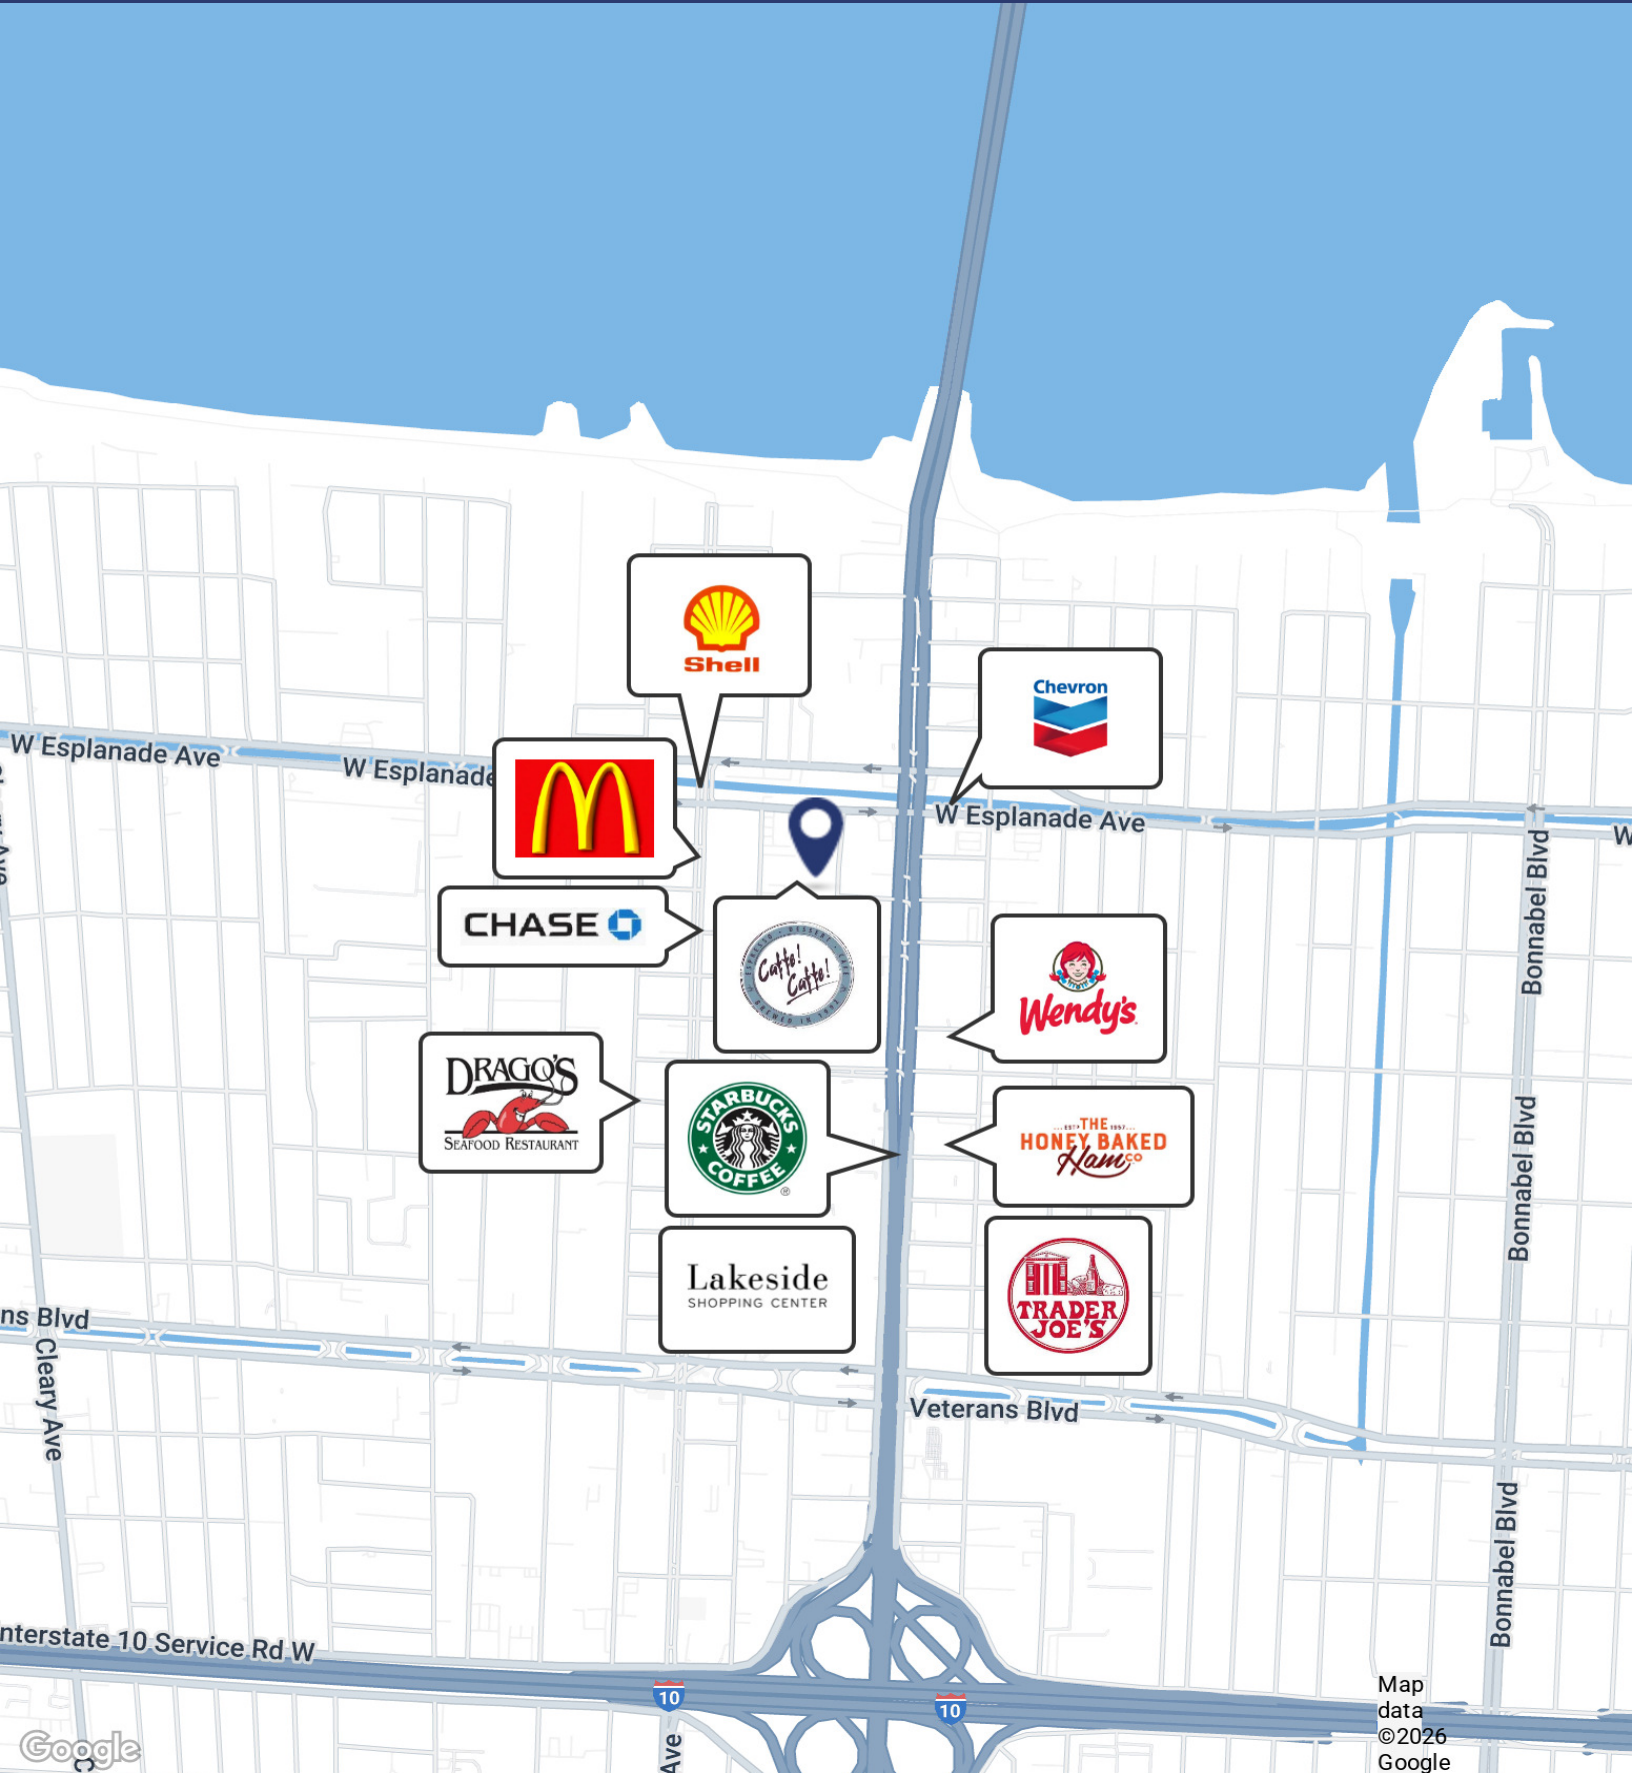 Shell
Chevron
W Esplanade Ave
W Esplanade
W Esplanade Ave
W
CHASE
Caffe!
Caffe!
Bonnabel Blvd
Wendy's
DRAGO'S
SEAFOOD RESTAURANT
STARBUCKS
COFFEE
®
THE
HONEY BAKED
Ham CO
Bonnabel Blvd
Lakeside
SHOPPING CENTER
TRADER
JOE'S
ns Blvd
Cleary Ave
Veterans Blvd
Bonnabel Blvd
nterstate 10 Service Rd W
10
10
Ave
Map
data
©2026
Google
Google